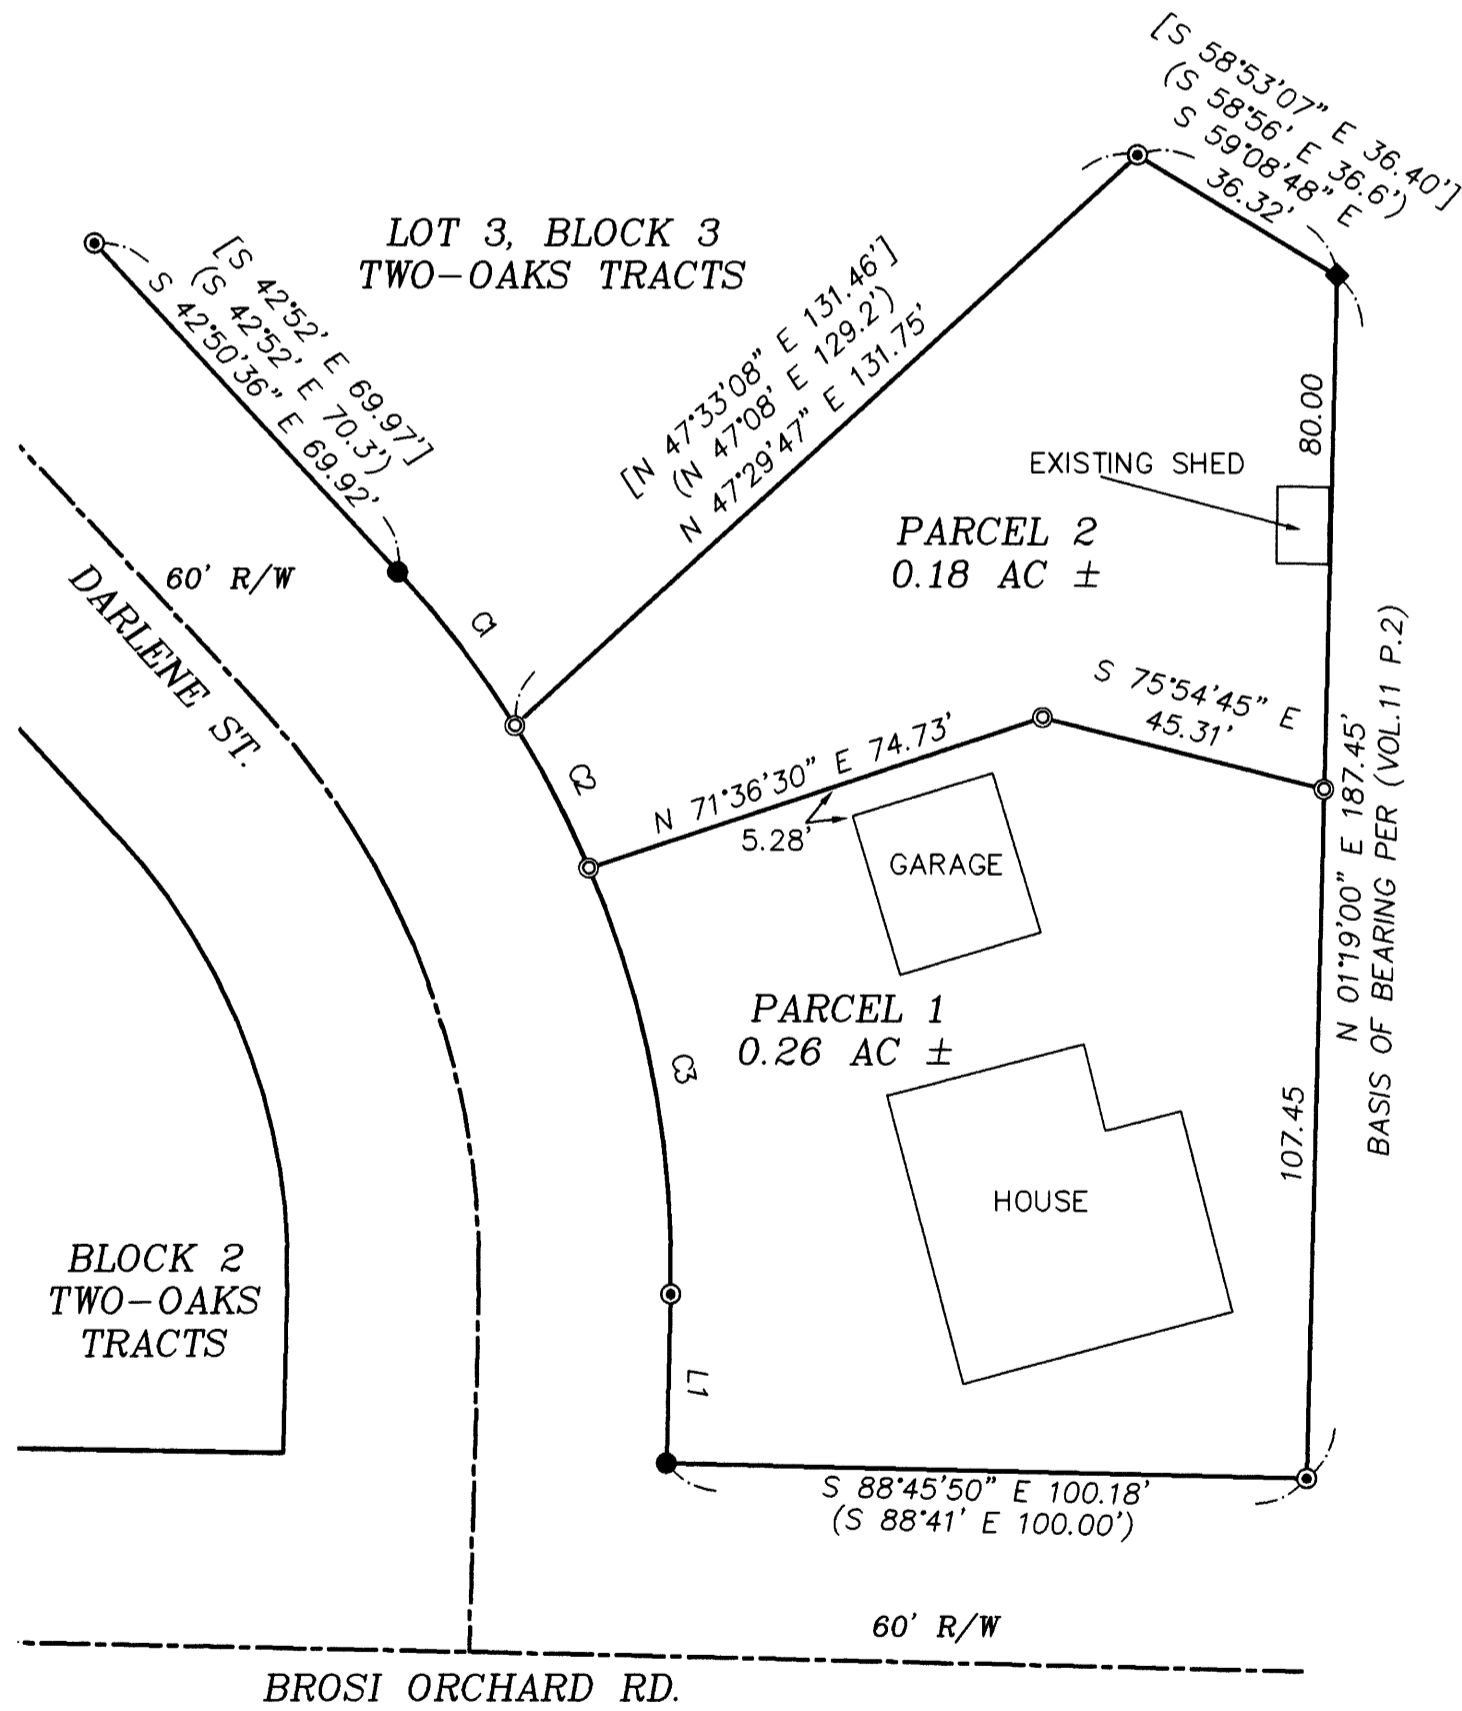 [S 58°53'07" E 36.40']
(S 58°56' E 36.6')
S 59°08'48" E
36.32'
LOT 3, BLOCK 3
TWO-OAKS TRACTS
[S 42°52' E 69.97']
(S 42°52' E 70.3')
S 42°50'36" E 69.92'
[N 47°33'08" E 131.46']
(N 47°08' E 129.2')
N 47°29'47" E 131.75'
80.00
EXISTING SHED
PARCEL 2
0.18 AC ±
60' R/W
DARLENE ST.
C1
S 75°54'45" E
45.31'
N 01°19'00" E 187.45'
BASIS OF BEARING PER (VOL.11 P.2)
C2
N 71°36'30" E 74.73'
5.28'
GARAGE
PARCEL 1
0.26 AC ±
C3
107.45
HOUSE
BLOCK 2
TWO-OAKS
TRACTS
L1
S 88°45'50" E 100.18'
(S 88°41' E 100.00')
60' R/W
BROSI ORCHARD RD.